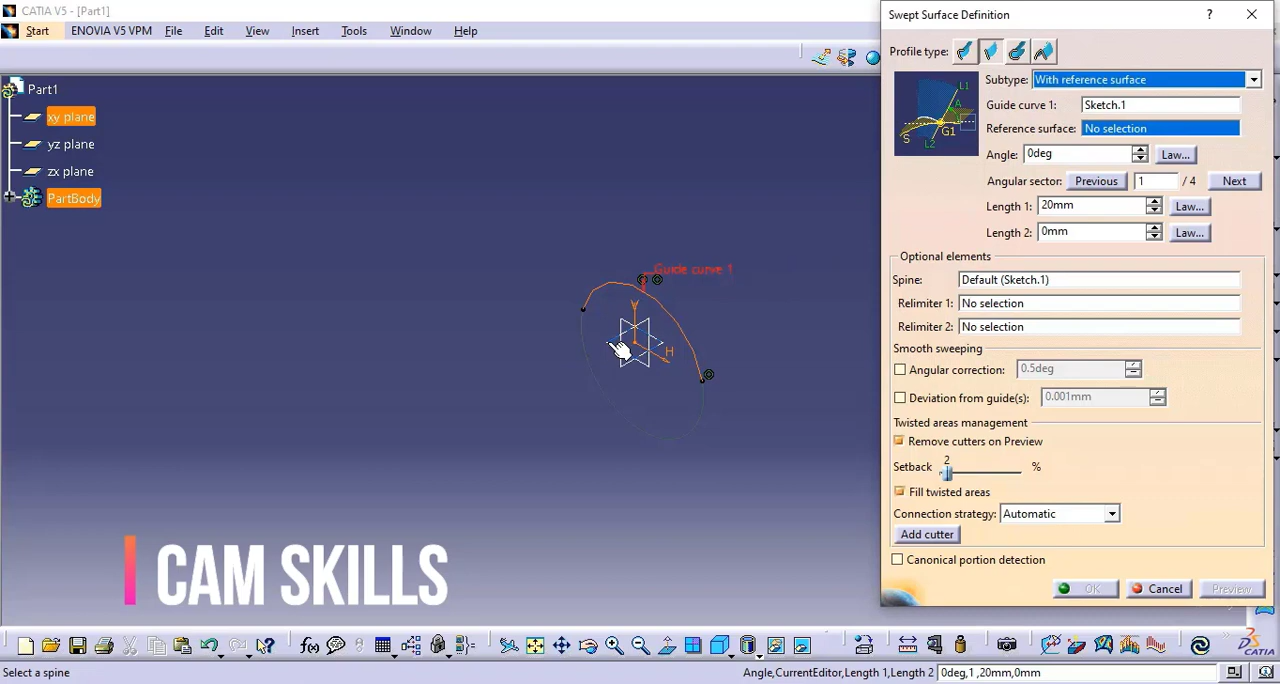 CATIA V5 - [Part1]
Start ENOVIA V5 VPM File Edit View Insert Tools Window Help
Part1
xy plane
yz plane
zx plane
PartBody
Guide curve 1
Y
H
CAM SKILLS
Swept Surface Definition ?
Profile type:
Subtype: With reference surface
L1
A
G1
S
L2
Guide curve 1: Sketch.1
Reference surface: No selection
Angle: 0deg Law...
Angular sector: Previous 1 / 4 Next
Length 1: 20mm Law...
Length 2: 0mm Law...
Optional elements
Spine: Default (Sketch.1)
Relimiter 1: No selection
Relimiter 2: No selection
Smooth sweeping
Angular correction: 0.5deg
Deviation from guide(s): 0.001mm
Twisted areas management
Remove cutters on Preview
Setback 2 %
Fill twisted areas
Connection strategy: Automatic
Add cutter
Canonical portion detection
OK Cancel Preview
f(x)
CATIA
Select a spine
Angle,CurrentEditor,Length 1,Length 2 0deg,1 ,20mm,0mm